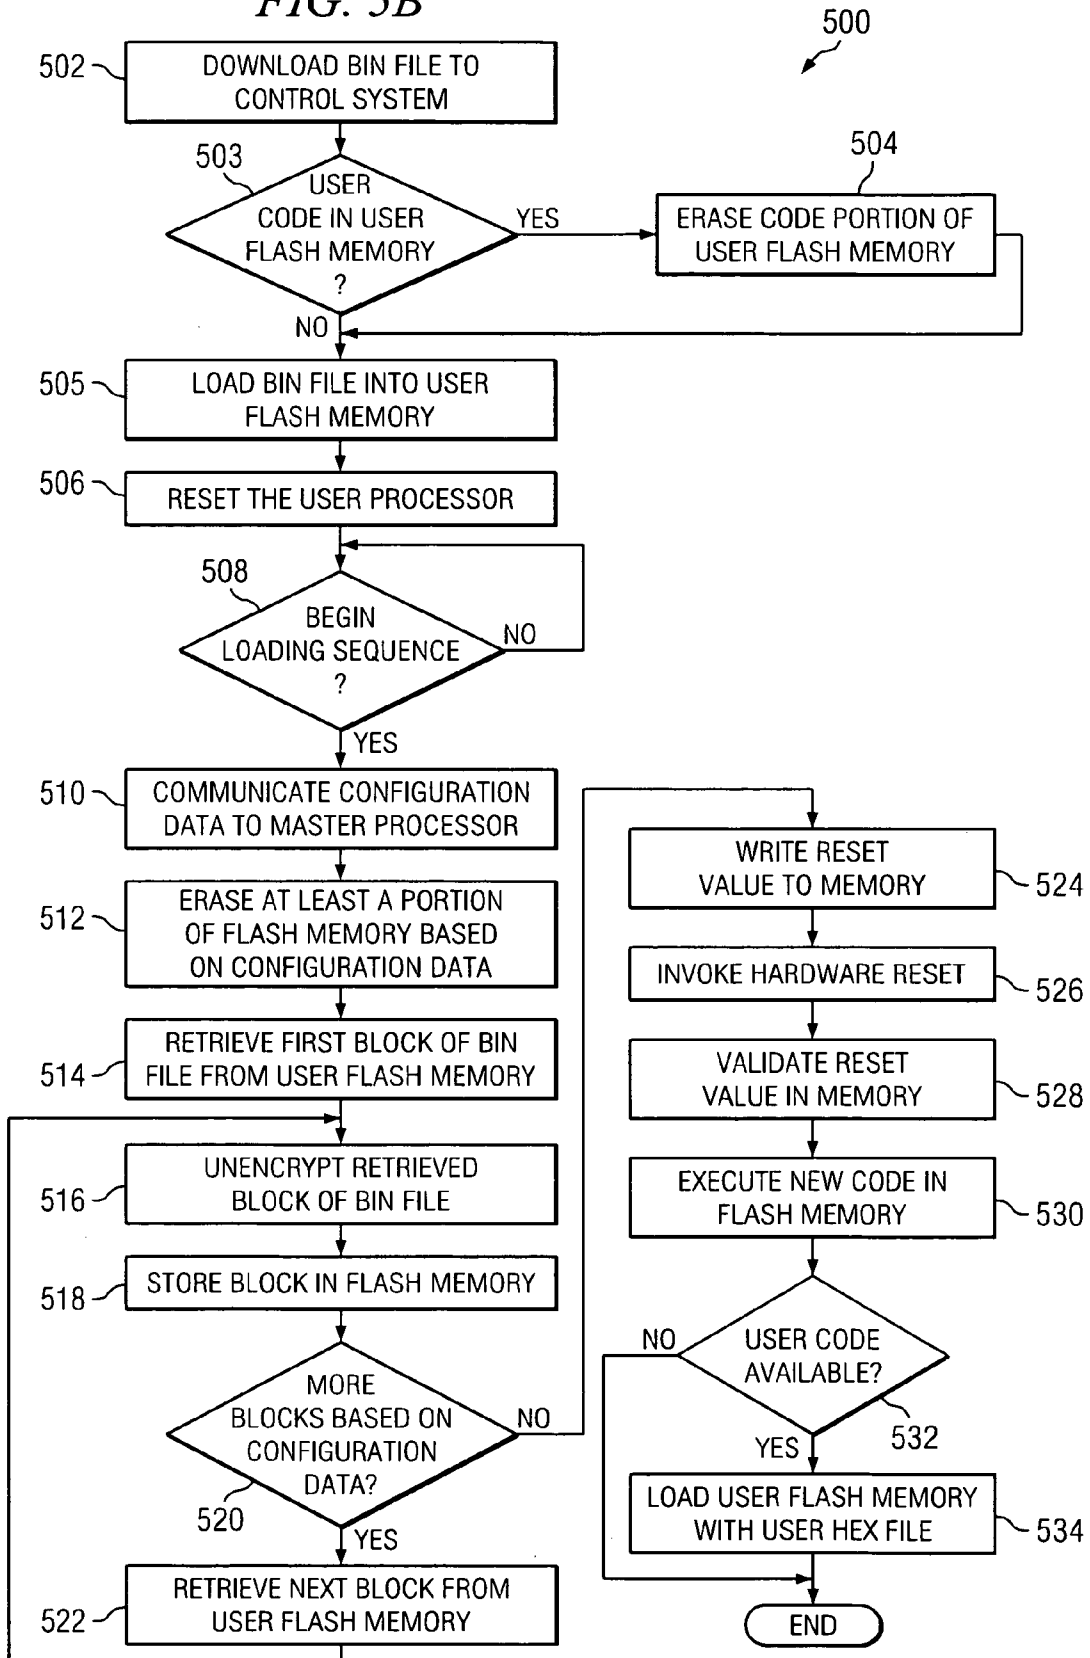 FIG. 5B
500
502
DOWNLOAD BIN FILE TO
CONTROL SYSTEM
503
USER
CODE IN USER
FLASH MEMORY
?
YES
504
ERASE CODE PORTION OF
USER FLASH MEMORY
NO
505
LOAD BIN FILE INTO USER
FLASH MEMORY
506
RESET THE USER PROCESSOR
508
BEGIN
LOADING SEQUENCE
?
NO
YES
510
COMMUNICATE CONFIGURATION
DATA TO MASTER PROCESSOR
512
ERASE AT LEAST A PORTION
OF FLASH MEMORY BASED
ON CONFIGURATION DATA
514
RETRIEVE FIRST BLOCK OF BIN
FILE FROM USER FLASH MEMORY
516
UNENCRYPT RETRIEVED
BLOCK OF BIN FILE
518
STORE BLOCK IN FLASH MEMORY
MORE
BLOCKS BASED ON
CONFIGURATION
DATA?
520
NO
YES
522
RETRIEVE NEXT BLOCK FROM
USER FLASH MEMORY
WRITE RESET
VALUE TO MEMORY
524
INVOKE HARDWARE RESET
526
VALIDATE RESET
VALUE IN MEMORY
528
EXECUTE NEW CODE IN
FLASH MEMORY
530
NO
USER CODE
AVAILABLE?
532
YES
LOAD USER FLASH MEMORY
WITH USER HEX FILE
534
END